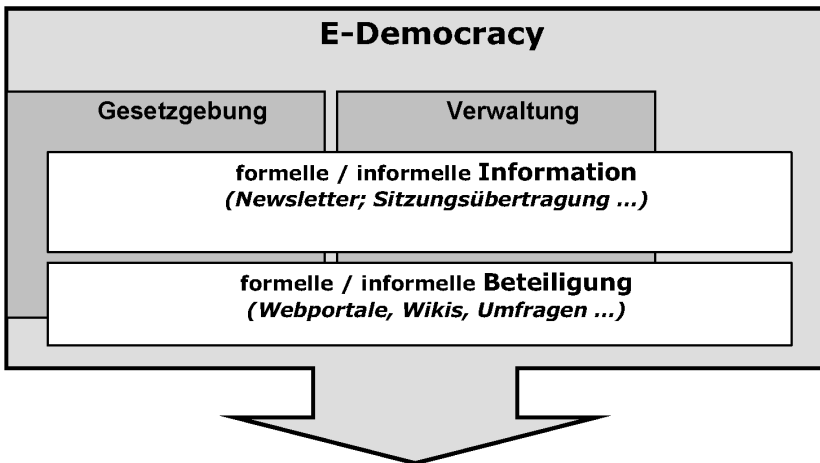 E-Democracy
Gesetzgebung
Verwaltung
formelle / informelle Information
(Newsletter; Sitzungsübertragung ...)
formelle / informelle Beteiligung
(Webportale, Wikis, Umfragen ...)